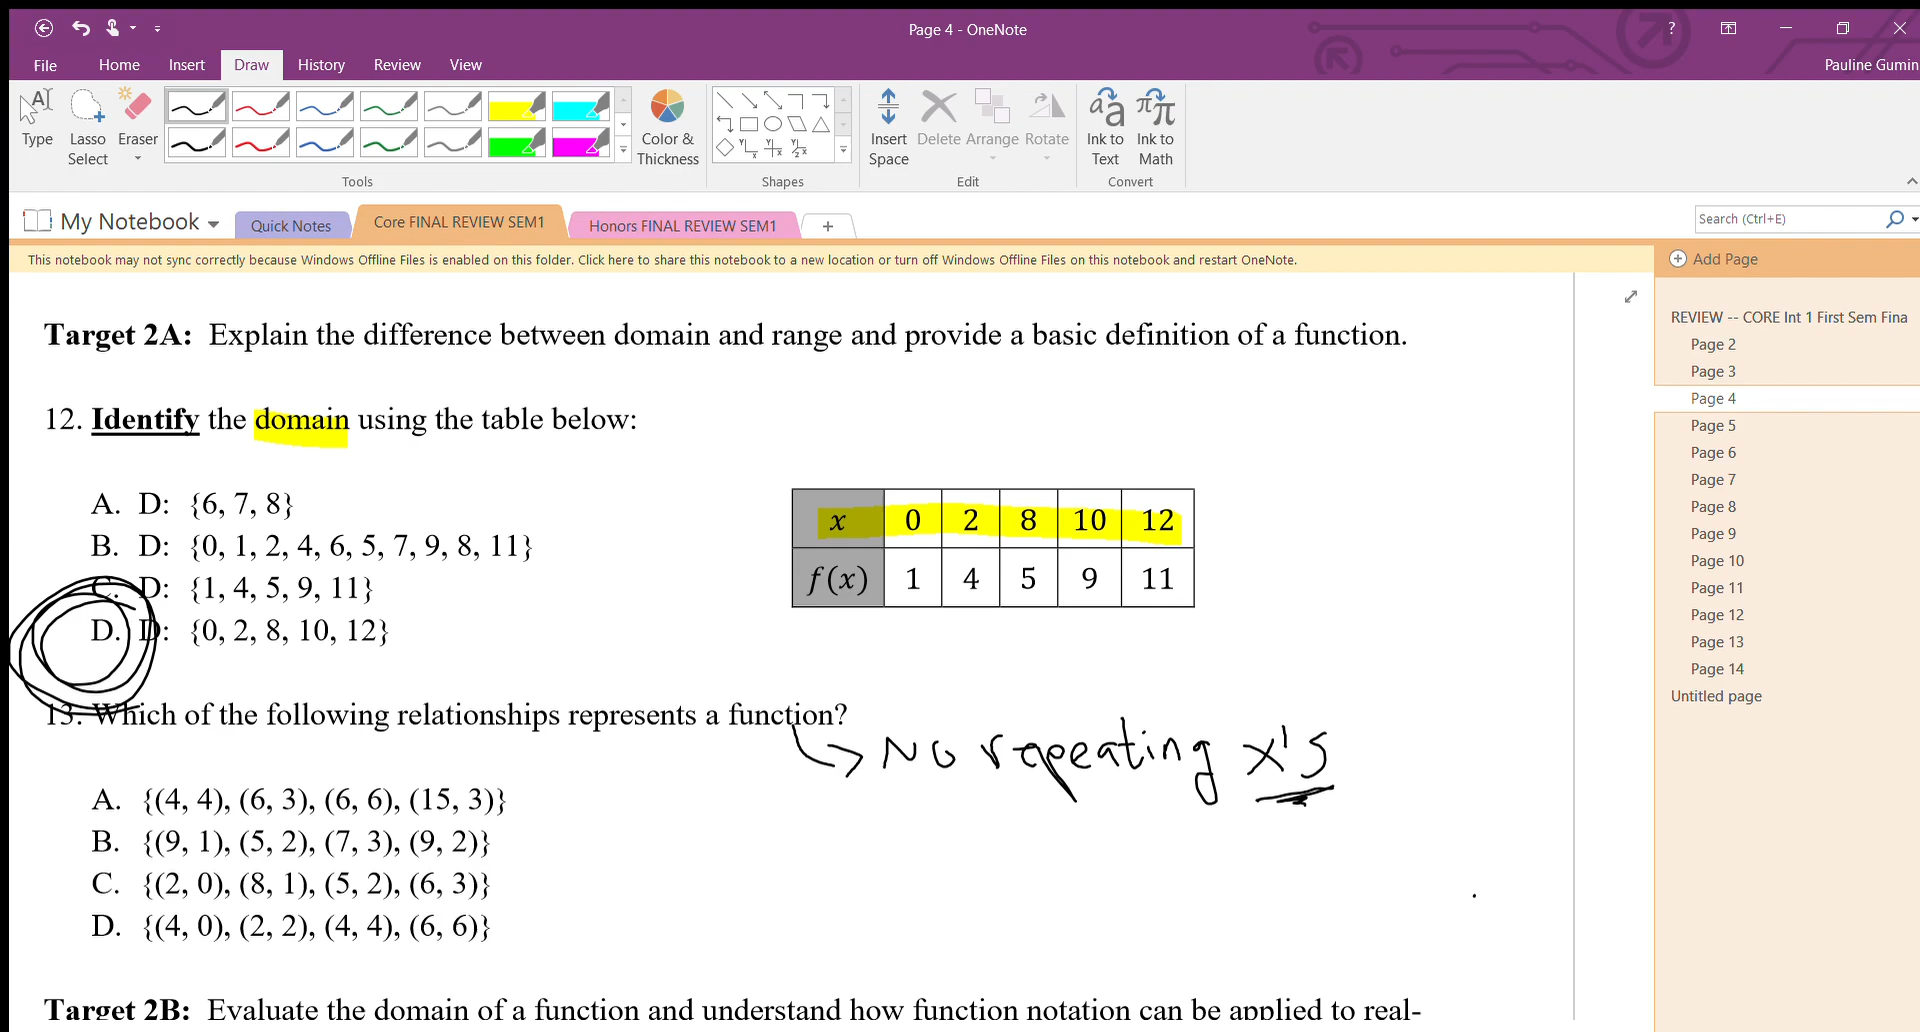 Page 4 - OneNote
?
File Home Insert Draw History Review View
Pauline Gumin
Type
Lasso Select
Eraser
Color & Thickness
Insert Space
Delete
Arrange
Rotate
Ink to Text
Ink to Math
Tools
Shapes
Edit
Convert
My Notebook
Quick Notes
Core FINAL REVIEW SEM1
Honors FINAL REVIEW SEM1
+
Search (Ctrl+E)
This notebook may not sync correctly because Windows Offline Files is enabled on this folder. Click here to share this notebook to a new location or turn off Windows Offline Files on this notebook and restart OneNote.
Target 2A: Explain the difference between domain and range and provide a basic definition of a function.
12. Identify the domain using the table below:
A. D: {6, 7, 8}
B. D: {0, 1, 2, 4, 6, 5, 7, 9, 8, 11}
C. D: {1, 4, 5, 9, 11}
D. D: {0, 2, 8, 10, 12}
x 0 2 8 10 12
f(x) 1 4 5 9 11
13. Which of the following relationships represents a function?
No repeating x's
A. {(4, 4), (6, 3), (6, 6), (15, 3)}
B. {(9, 1), (5, 2), (7, 3), (9, 2)}
C. {(2, 0), (8, 1), (5, 2), (6, 3)}
D. {(4, 0), (2, 2), (4, 4), (6, 6)}
Target 2B: Evaluate the domain of a function and understand how function notation can be applied to real-
Add Page
REVIEW -- CORE Int 1 First Sem Fina
Page 2
Page 3
Page 4
Page 5
Page 6
Page 7
Page 8
Page 9
Page 10
Page 11
Page 12
Page 13
Page 14
Untitled page